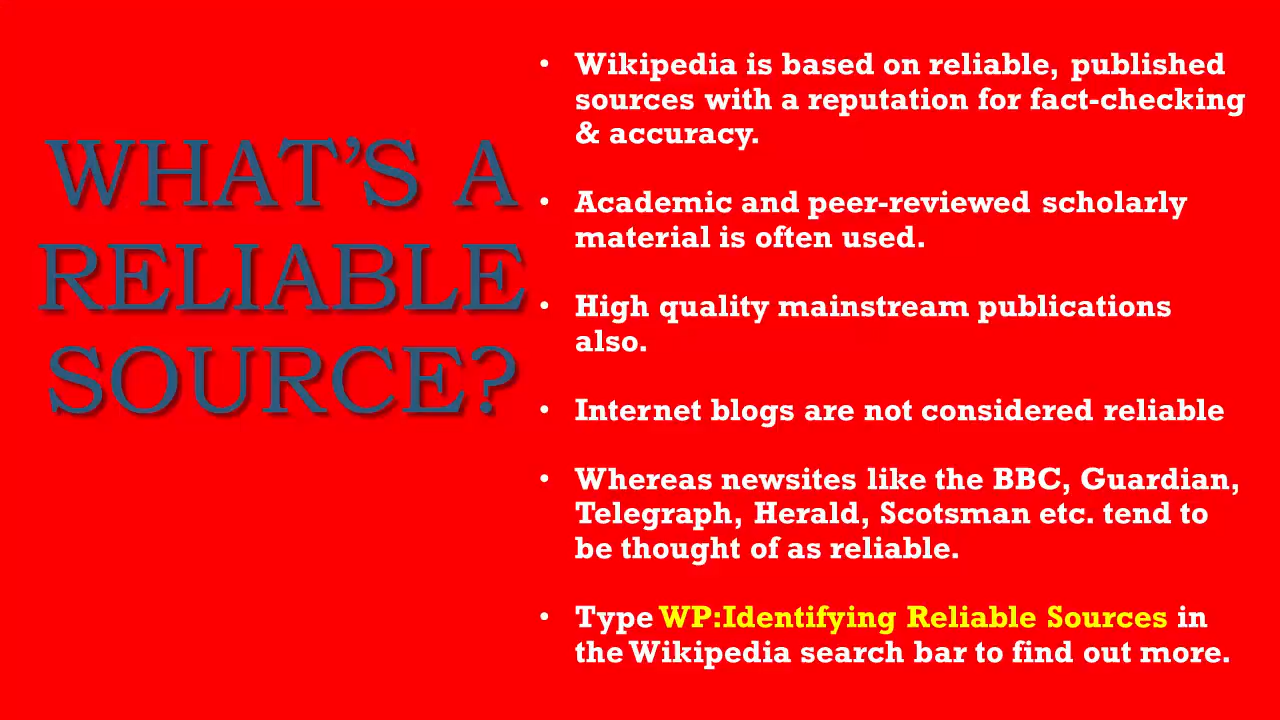 WHAT'S A
RELIABLE
SOURCE?
• Wikipedia is based on reliable, published
sources with a reputation for fact-checking
& accuracy.
• Academic and peer-reviewed scholarly
material is often used.
• High quality mainstream publications
also.
• Internet blogs are not considered reliable
• Whereas newsites like the BBC, Guardian,
Telegraph, Herald, Scotsman etc. tend to
be thought of as reliable.
• Type WP:Identifying Reliable Sources in
the Wikipedia search bar to find out more.